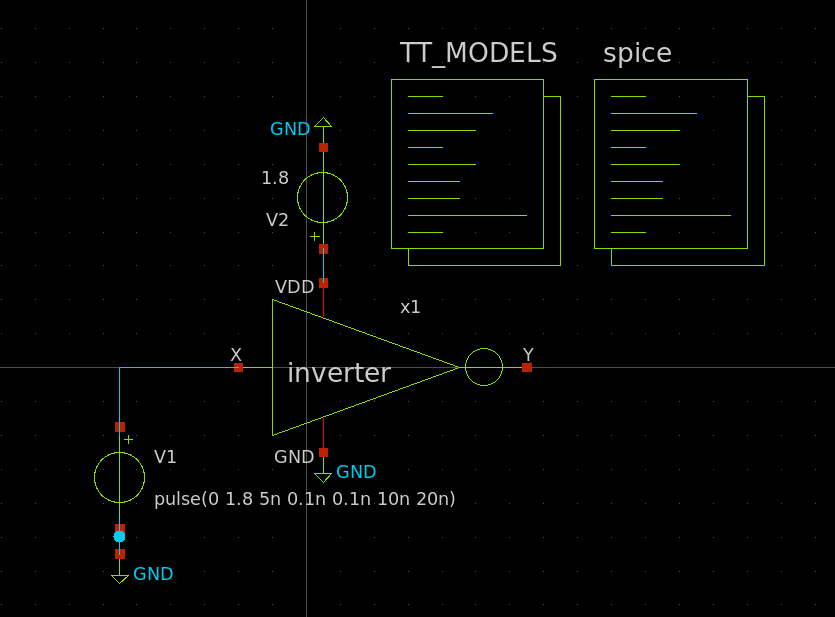 TT_MODELS spice
GND
1.8
V2
+
VDD
x1
X
Y
inverter
+
V1
GND
GND
pulse(0 1.8 5n 0.1n 0.1n 10n 20n)
GND